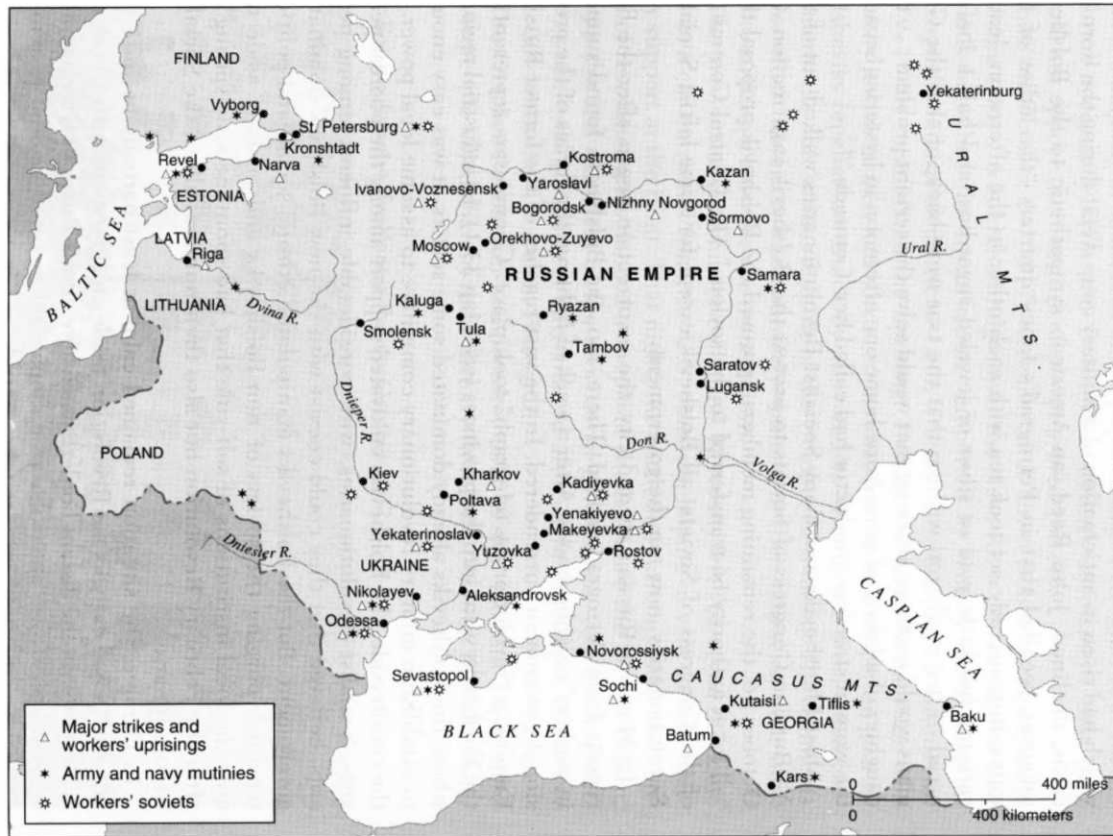 FINLAND
Vyborg
St. Petersburg
Kronshtadt
Revel
Narva
ESTONIA
LATVIA
Riga
BALTIC SEA
LITHUANIA
Dvina R.
Kostroma
Ivanovo-Voznesensk
Yaroslavl
Bogorodsk
Nizhny Novgorod
Moscow
Orekhovo-Zuyevo
Kazan
Sormovo
Yekaterinburg
URAL MTS.
Ural R.
RUSSIAN EMPIRE
Samara
Kaluga
Smolensk
Tula
Ryazan
Tambov
Saratov
Lugansk
Dnieper R.
Don R.
Volga R.
POLAND
Kiev
Kharkov
Poltava
Kadiyevka
Yenakiyevo
Makeyevka
Yekaterinoslav
Yuzovka
Rostov
Dniester R.
UKRAINE
Nikolayev
Aleksandrovsk
Odessa
CASPIAN SEA
Novorossiysk
Sevastopol
CAUCASUS MTS.
Sochi
Kutaisi
Tiflis
GEORGIA
Baku
BLACK SEA
Batum
Kars
Major strikes and
workers' uprisings
Army and navy mutinies
Workers' soviets
0 400 miles
0 400 kilometers